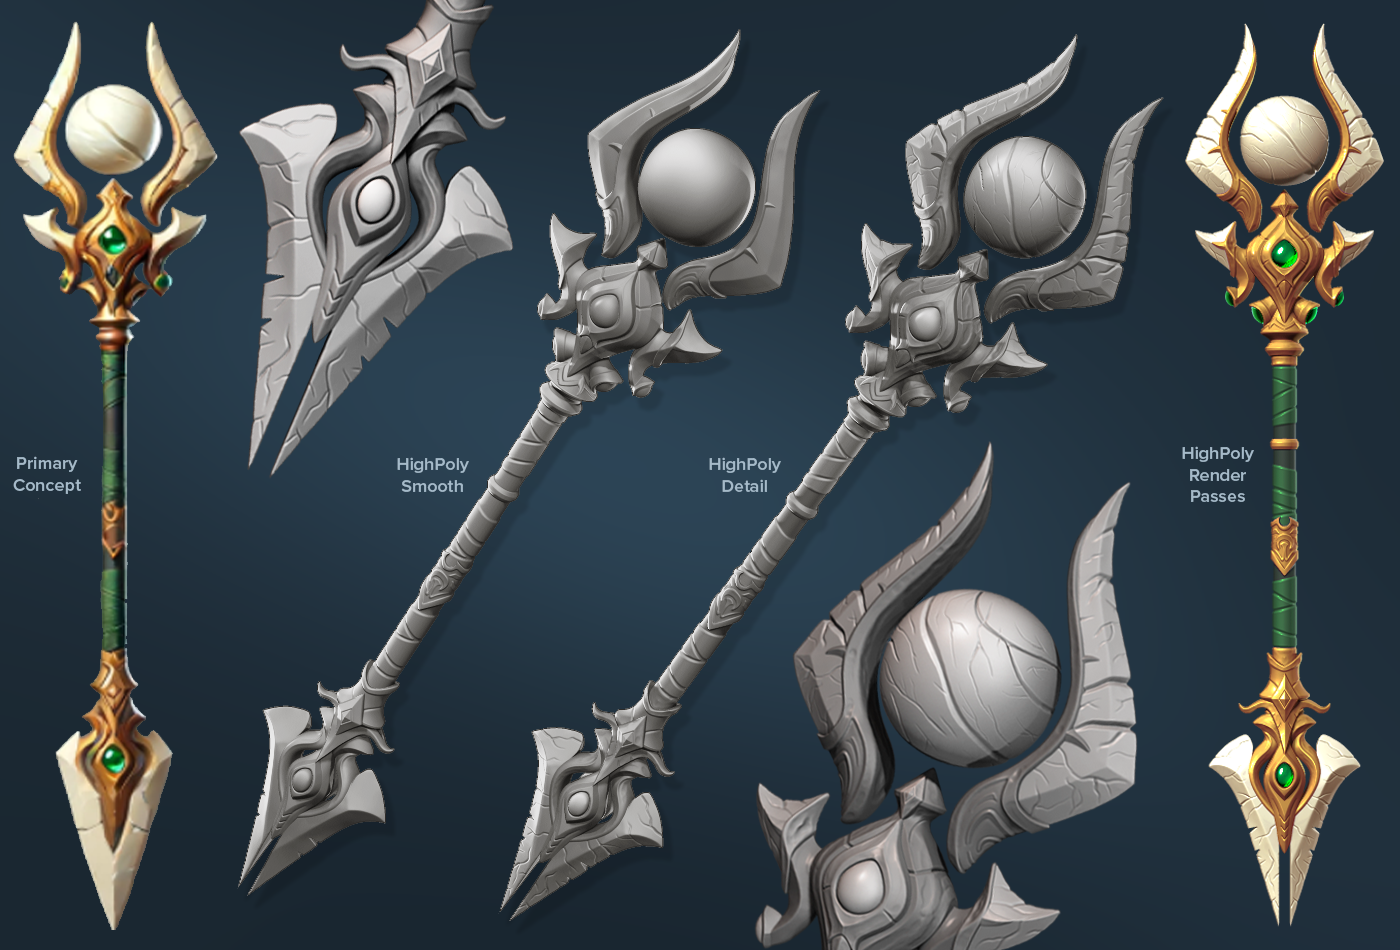 Primary
Concept
HighPoly
Smooth
HighPoly
Detail
HighPoly
Render
Passes